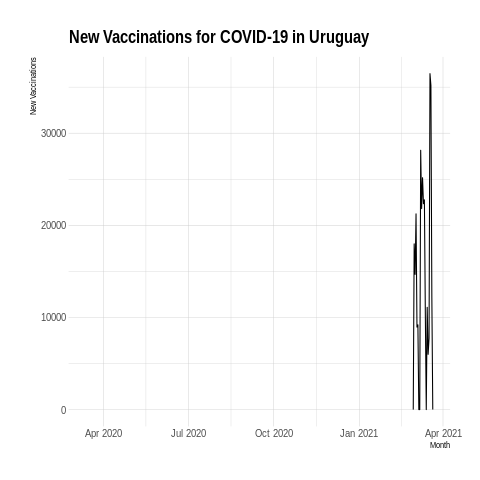 New Vaccinations for COVID-19 in Uruguay
New Vaccinations
30000
20000
10000
0
Apr 2020 Jul 2020 Oct 2020 Jan 2021 Apr 2021
Month